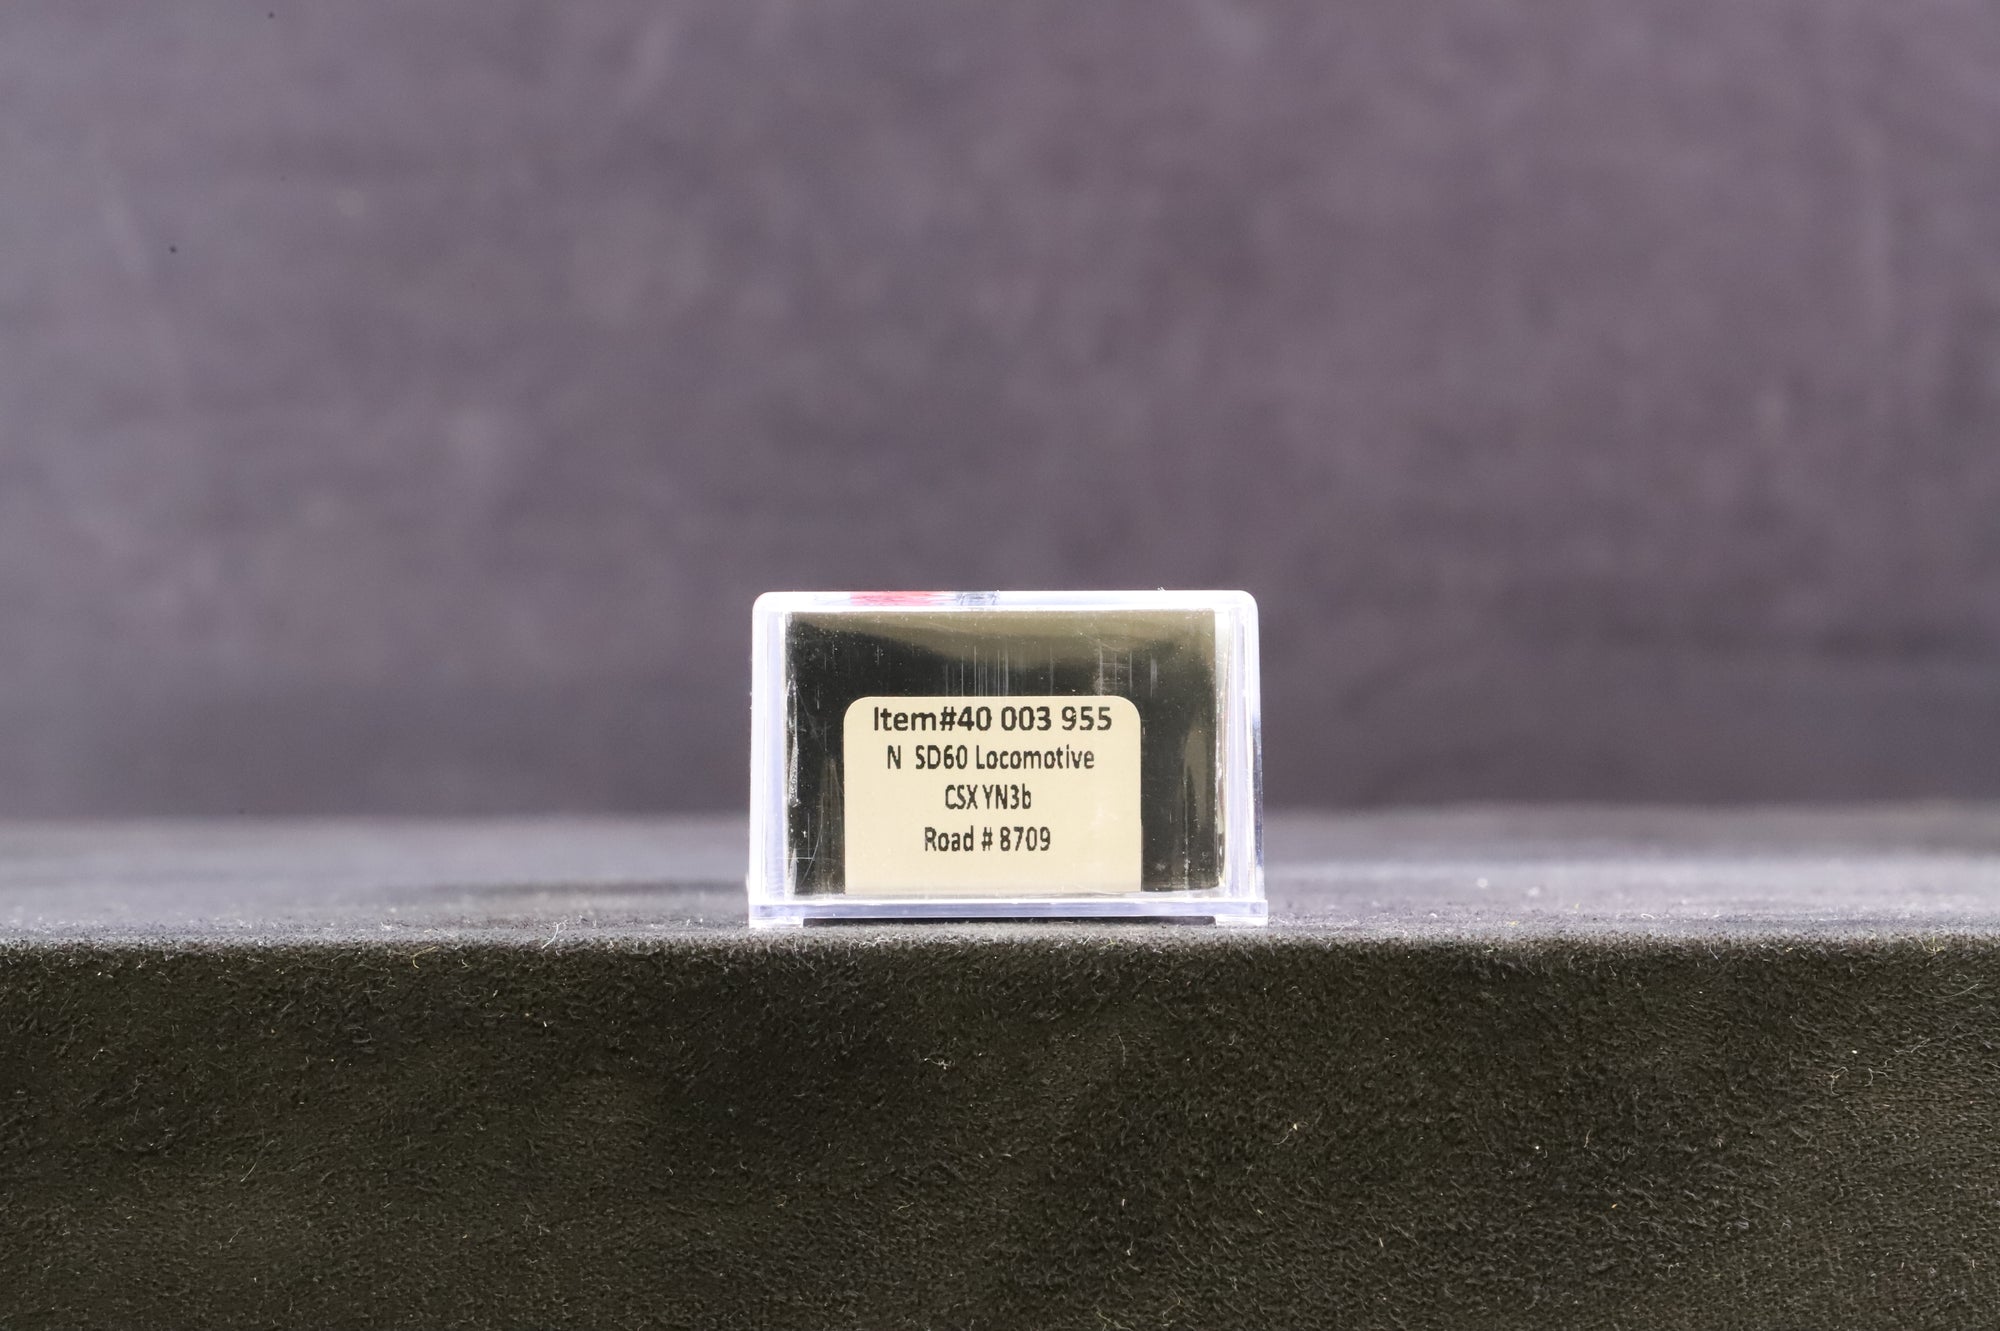 Item#40 003 955
N SD60 Locomotive
CSX YN3b
Road # 8709